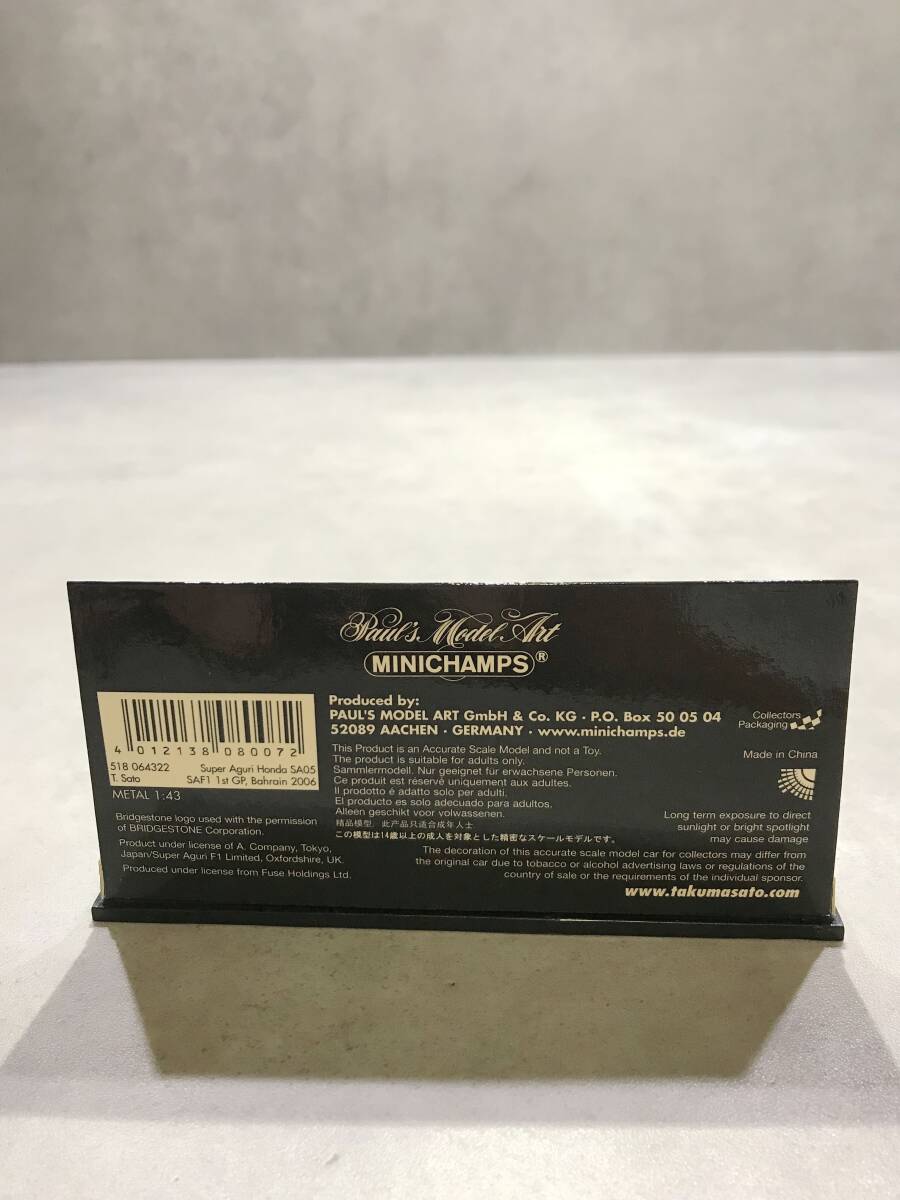 Paul's Model Art
MINICHAMPS®
4 012138 080072
518 064322 Super Aguri Honda SA05
T. Sato SAF1 1st GP, Bahrain 2006
METAL 1:43
Bridgestone logo used with the permission
of BRIDGESTONE Corporation.
Product under license of A. Company, Tokyo,
Japan/Super Aguri F1 Limited, Oxfordshire, UK.
Produced under license from Fuse Holdings Ltd.
Produced by:
PAUL'S MODEL ART GmbH & Co. KG · P.O. Box 50 05 04
52089 AACHEN · GERMANY · www.minichamps.de
This Product is an Accurate Scale Model and not a Toy.
The product is suitable for adults only.
Sammlermodell. Nur geeignet für erwachsene Personen.
Ce produit est réservé uniquement aux adultes.
Il prodotto é adatto solo per adulti.
El producto es solo adecuado para adultos.
Alleen geschikt voor volwassenen.
精品模型，此产品只适合成年人士
この模型は14歳以上の成人を対象とした精密なスケールモデルです。
Collectors
Packaging
Made in China
Long term exposure to direct
sunlight or bright spotlight
may cause damage
The decoration of this accurate scale model car for collectors may differ from
the original car due to tobacco or alcohol advertising laws or regulations of the
country of sale or the requirements of the individual sponsor.
www.takumasato.com